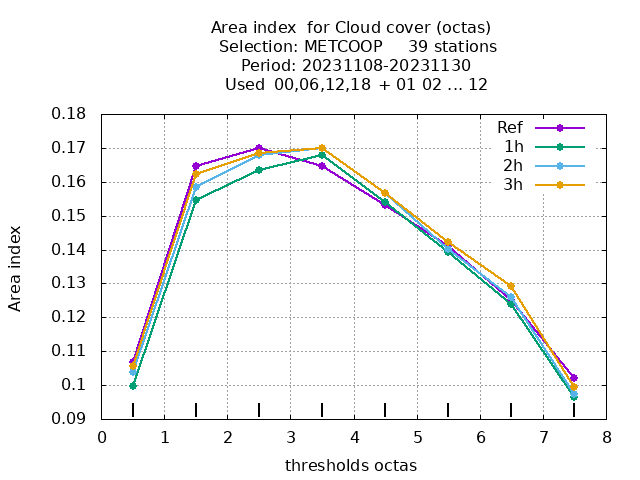 Area index  for Cloud cover (octas)
Selection: METCOOP     39 stations
Period: 20231108-20231130
Used  00,06,12,18 + 01 02 ... 12
0.18
0.17
0.16
0.15
0.14
0.13
0.12
0.11
0.1
0.09
Area index
Ref
1h
2h
3h
0 1 2 3 4 5 6 7 8
thresholds octas